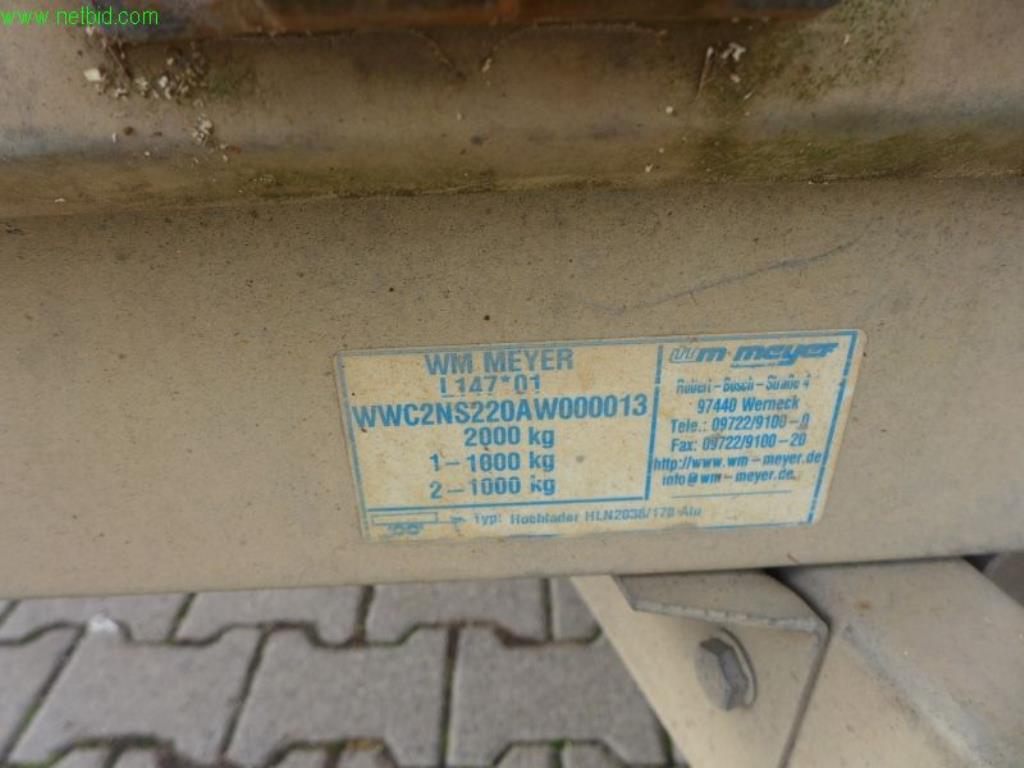 www.netbid.com
WM MEYER
L147*01
WWC2NS220AW000013
2000 kg
1-1000 kg
2-1000 kg
Typ: Hochlader HLN2036/178 Alu
wm meyer
Robert-Bosch-Straße 4
97440 Werneck
Tele.: 09722/9100-0
Fax: 09722/9100-20
http://www.wm-meyer.de
info@wm-meyer.de